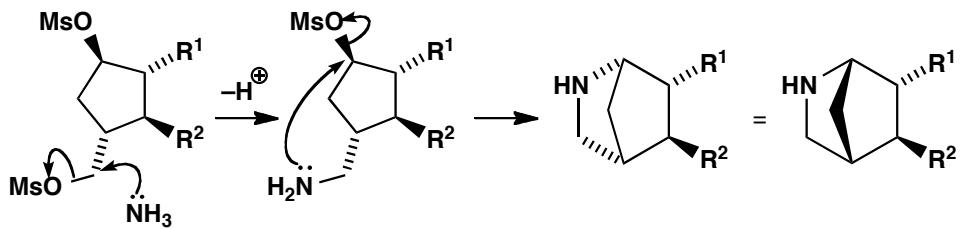 MsO
R¹
R²
MsO
NH₃
–H⊕
MsO
R¹
R²
H₂N
HN
R¹
R²
=
HN
R¹
R²